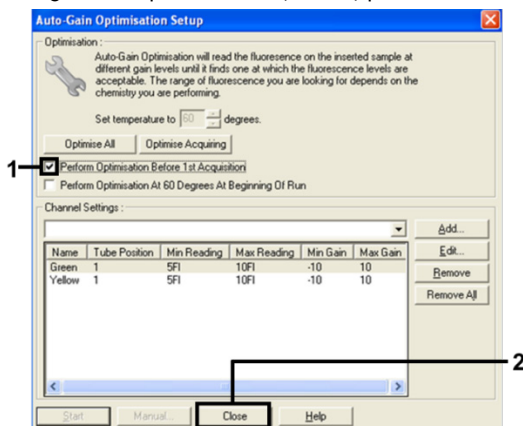 Auto-Gain Optimisation Setup
Optimisation :
Auto-Gain Optimisation will read the fluoresence on the inserted sample at
different gain levels until it finds one at which the fluorescence levels are
acceptable. The range of fluorescence you are looking for depends on the
chemistry you are performing.
Set temperature to 60 degrees.
Optimise All Optimise Acquiring
1
Perform Optimisation Before 1st Acquisition
Perform Optimisation At 60 Degrees At Beginning Of Run
Channel Settings :
Add...
Name Tube Position Min Reading Max Reading Min Gain Max Gain Edit...
Green 1 5Fl 10Fl -10 10
Yellow 1 5Fl 10Fl -10 10 Remove
Remove All
2
Start Manual... Close Help